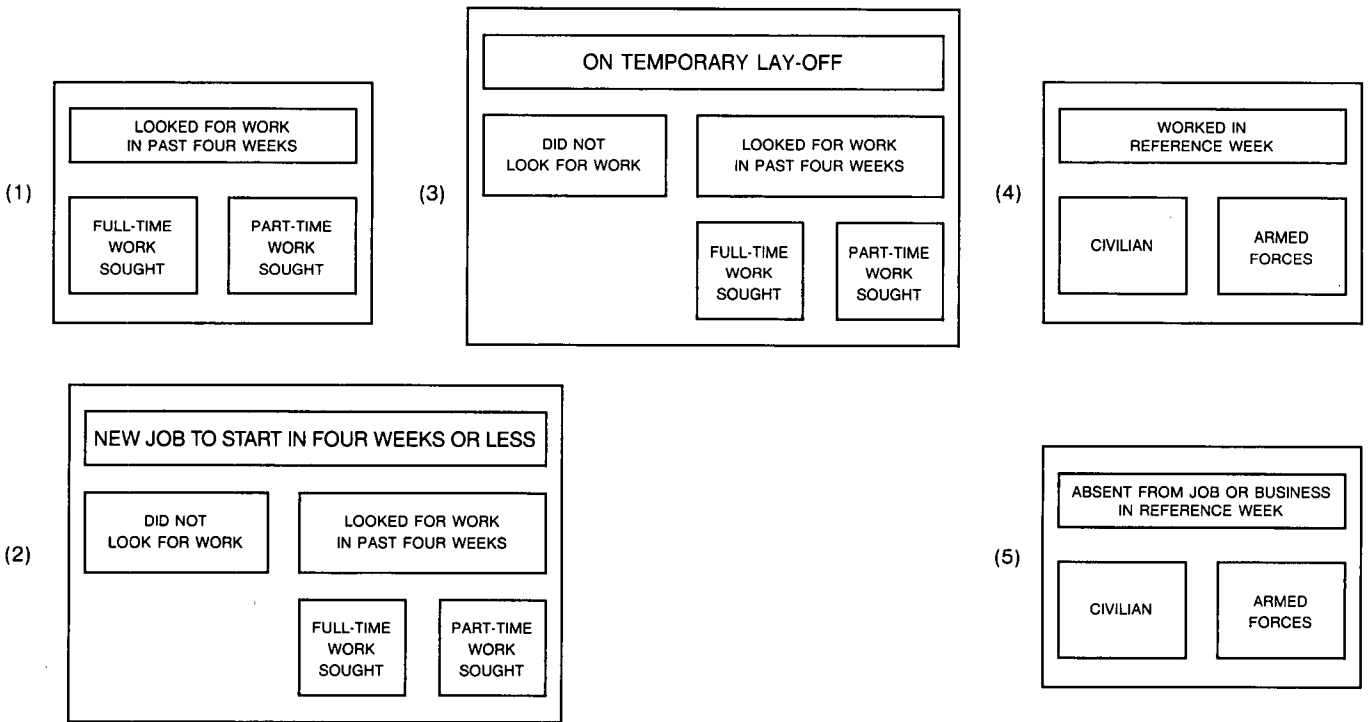 (1)
LOOKED FOR WORK
IN PAST FOUR WEEKS
FULL-TIME
WORK
SOUGHT
PART-TIME
WORK
SOUGHT
(2)
NEW JOB TO START IN FOUR WEEKS OR LESS
DID NOT
LOOK FOR WORK
LOOKED FOR WORK
IN PAST FOUR WEEKS
FULL-TIME
WORK
SOUGHT
PART-TIME
WORK
SOUGHT
(3)
ON TEMPORARY LAY-OFF
DID NOT
LOOK FOR WORK
LOOKED FOR WORK
IN PAST FOUR WEEKS
FULL-TIME
WORK
SOUGHT
PART-TIME
WORK
SOUGHT
(4)
WORKED IN
REFERENCE WEEK
CIVILIAN
ARMED
FORCES
(5)
ABSENT FROM JOB OR BUSINESS
IN REFERENCE WEEK
CIVILIAN
ARMED
FORCES